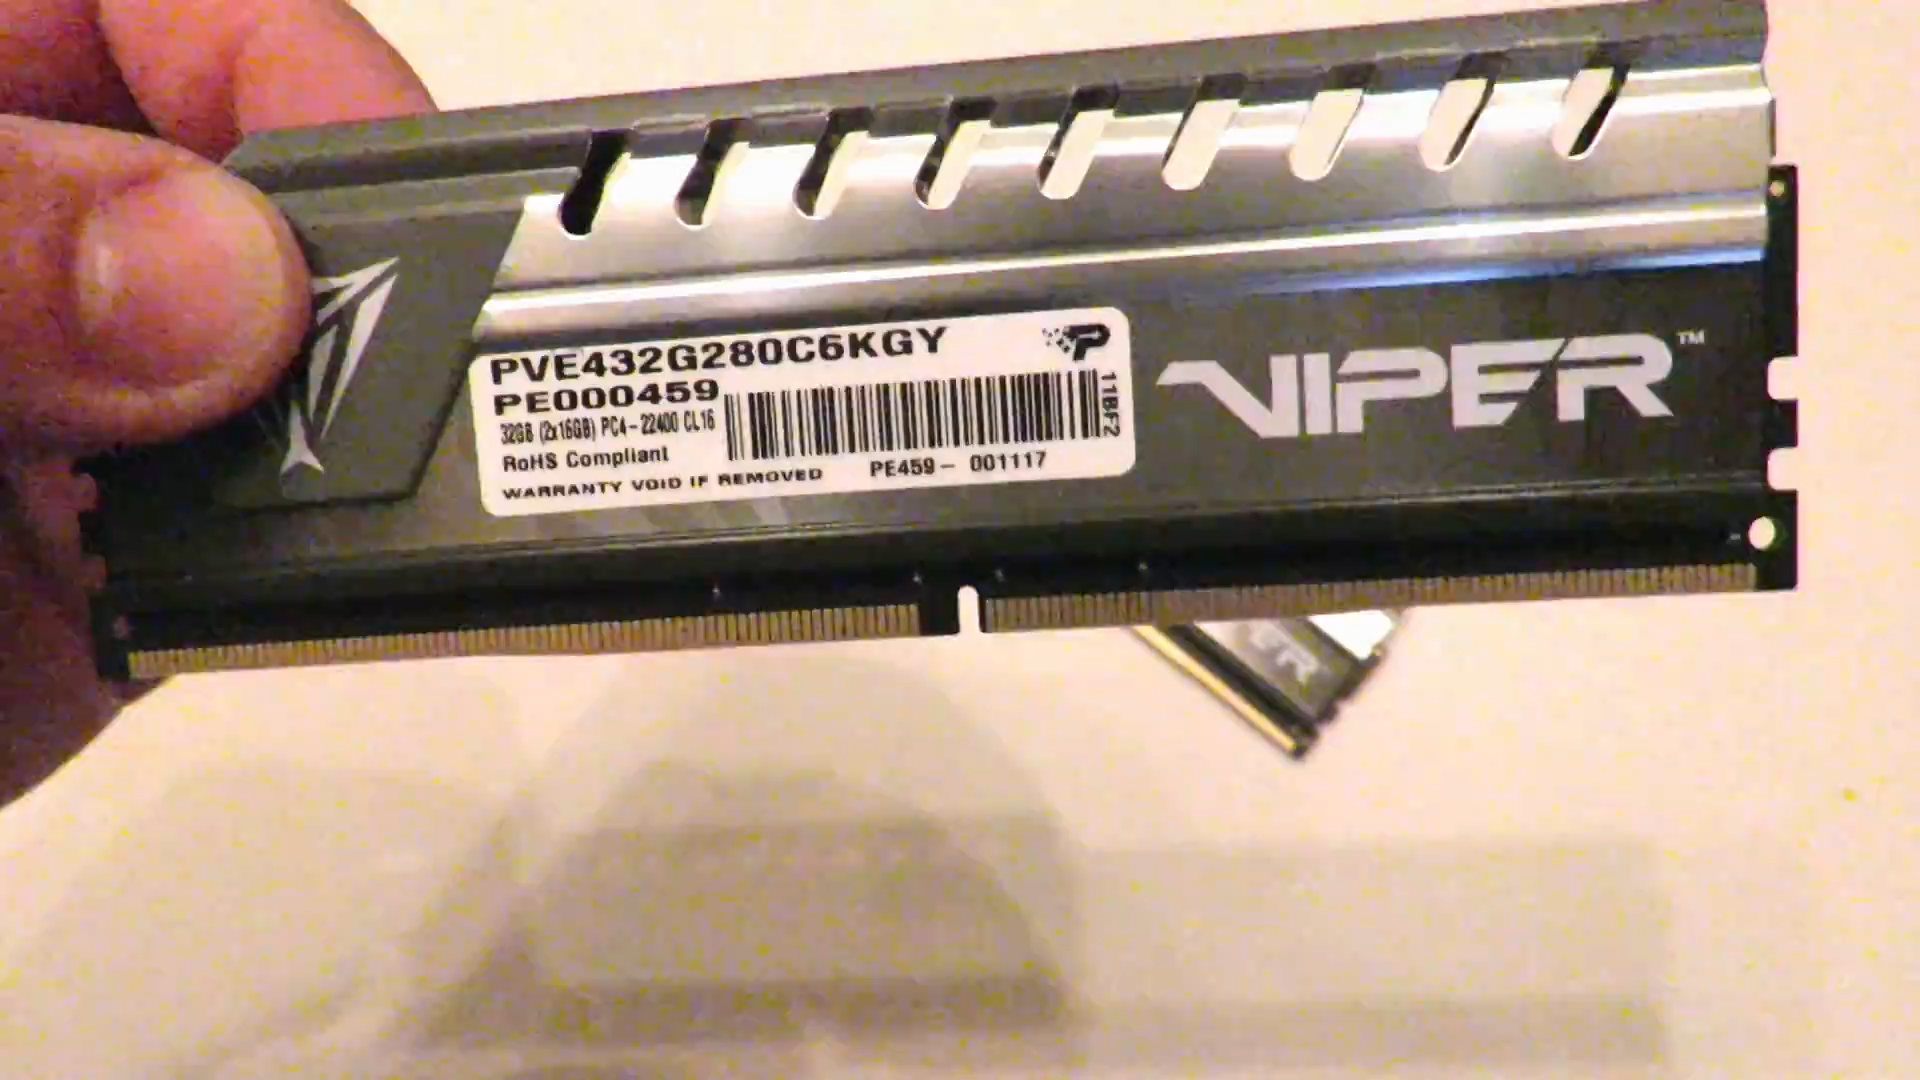 PVE432G280C6KGY
PE000459
32GB (2x16GB) PC4-22400 CL16
RoHS Compliant
WARRANTY VOID IF REMOVED PE459- 001117
11BF2
VIPER™